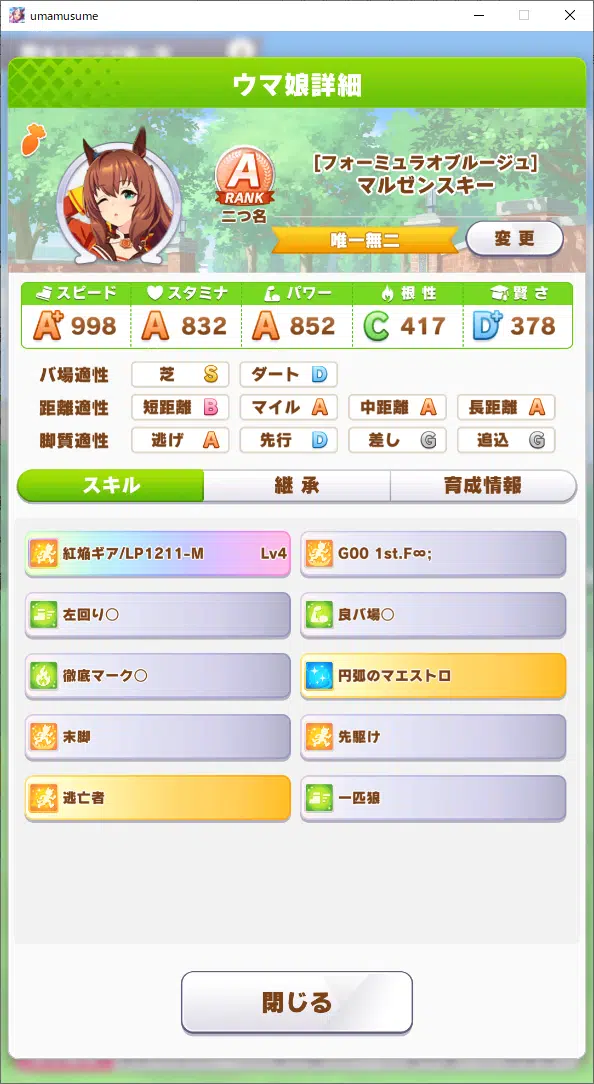 umamusume
ウマ娘詳細
A RANK
[フォーミュラオブルージュ]
マルゼンスキー
二つ名 唯一無二 変更
スピード スタミナ パワー 根性 賢さ
A+ 998 A 832 A 852 C 417 D+ 378
バ場適性 芝 S ダート D
距離適性 短距離 B マイル A 中距離 A 長距離 A
脚質適性 逃げ A 先行 D 差し G 追込 G
スキル 継承 育成情報
紅焔ギア/LP1211-M Lv4 G00 1st.F∞;
左回り○ 良バ場○
徹底マーク○ 円弧のマエストロ
末脚 先駆け
逃亡者 一匹狼
閉じる